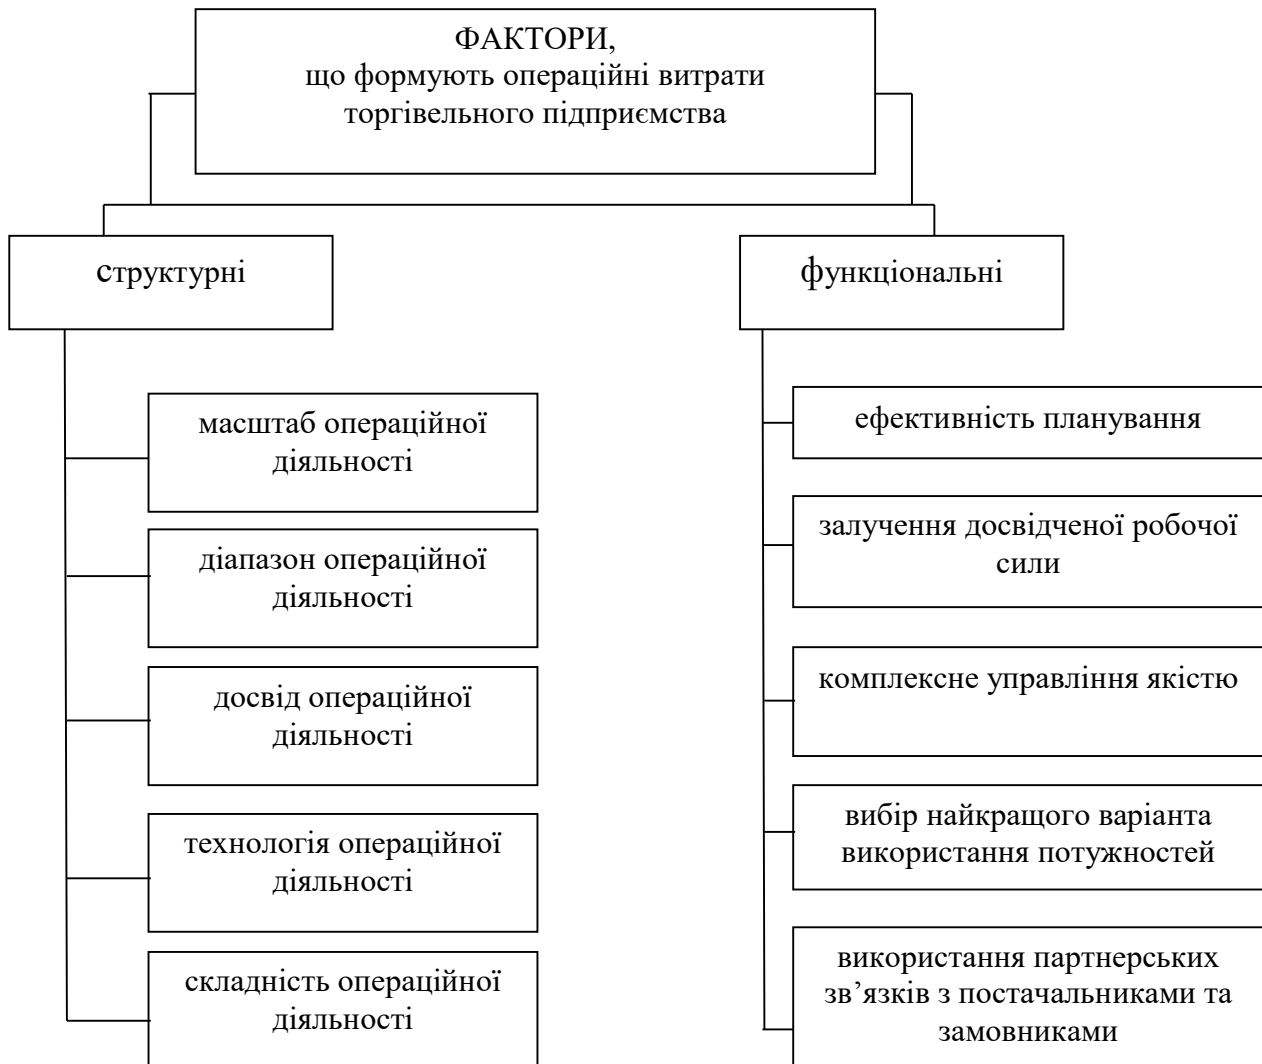 ФАКТОРИ,
що формують операційні витрати
торгівельного підприємства
структурні
функціональні
масштаб операційної
діяльності
діапазон операційної
діяльності
досвід операційної
діяльності
технологія операційної
діяльності
складність операційної
діяльності
ефективність планування
залучення досвідченої робочої
сили
комплексне управління якістю
вибір найкращого варіанта
використання потужностей
використання партнерських
зв’язків з постачальниками та
замовниками